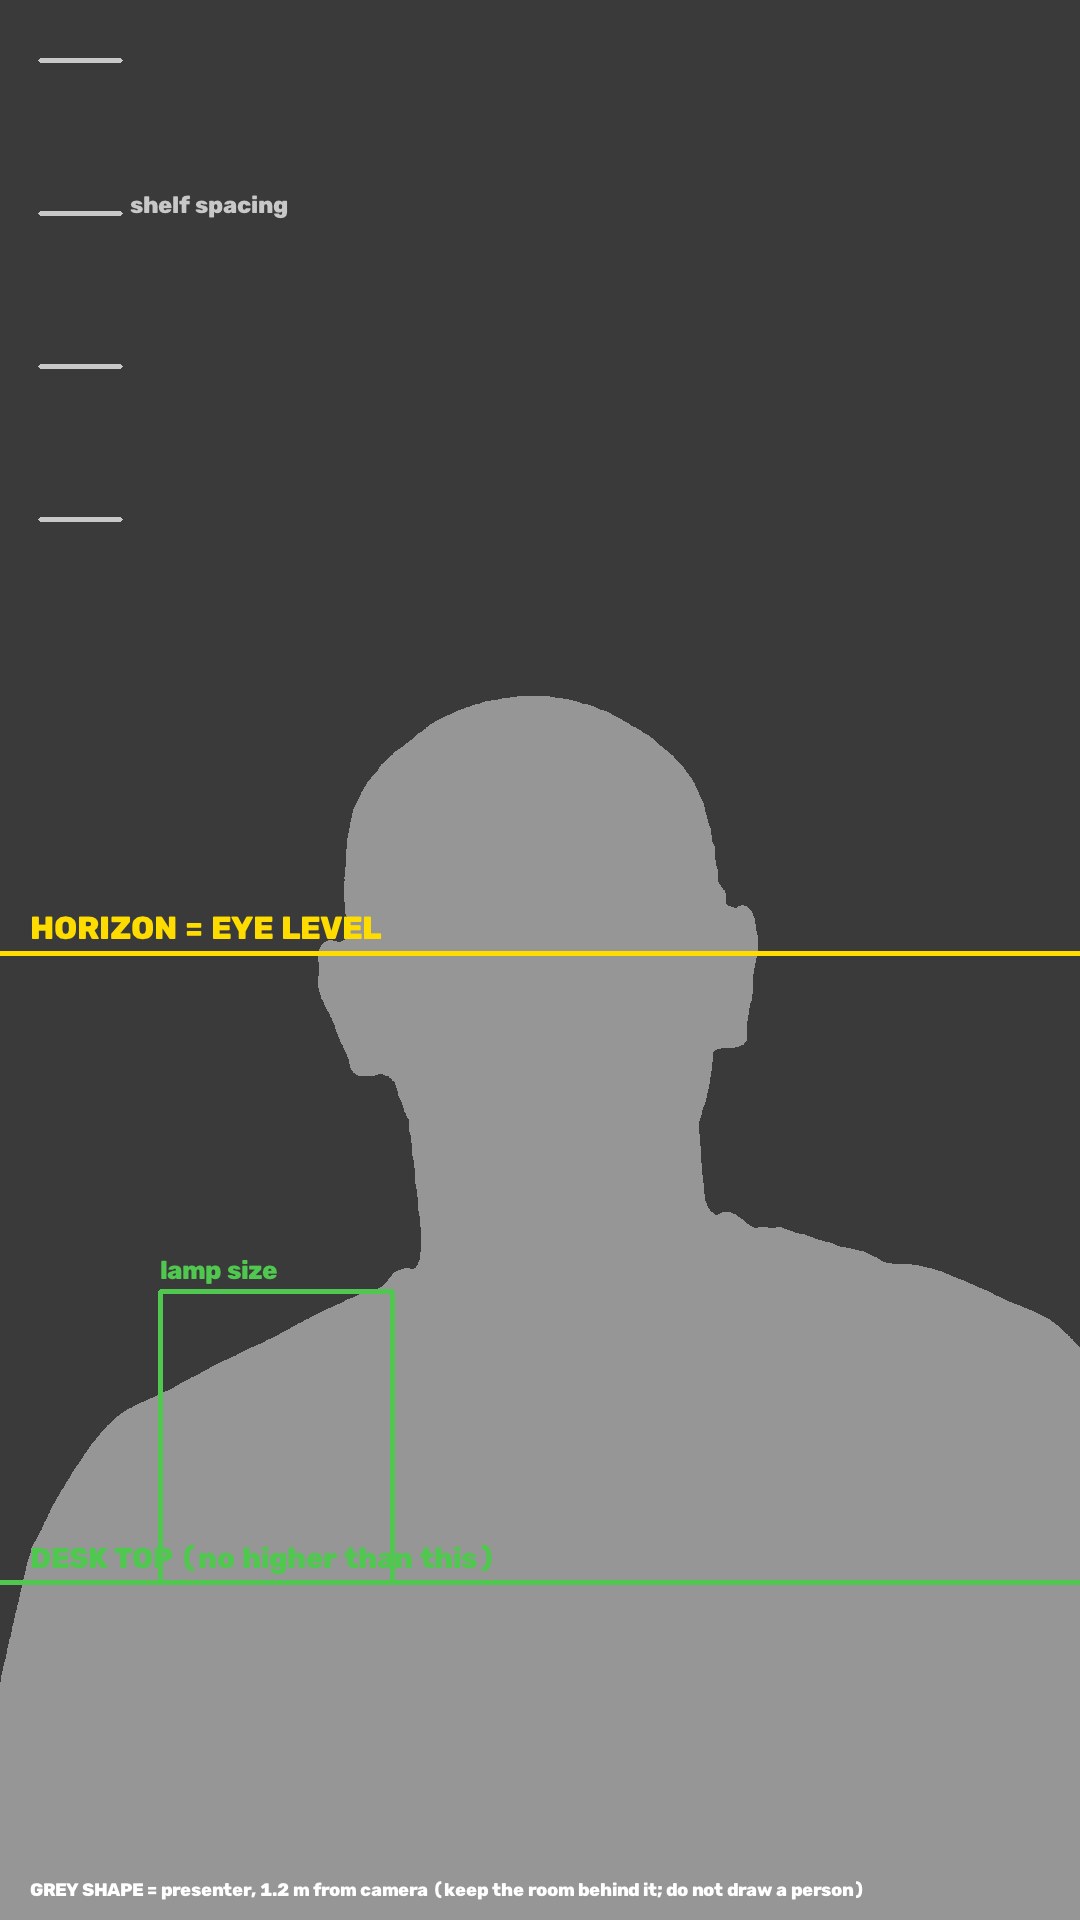 shelf spacing
HORIZON = EYE LEVEL
lamp size
DESK TOP (no higher than this)
GREY SHAPE = presenter, 1.2 m from camera (keep the room behind it; do not draw a person)